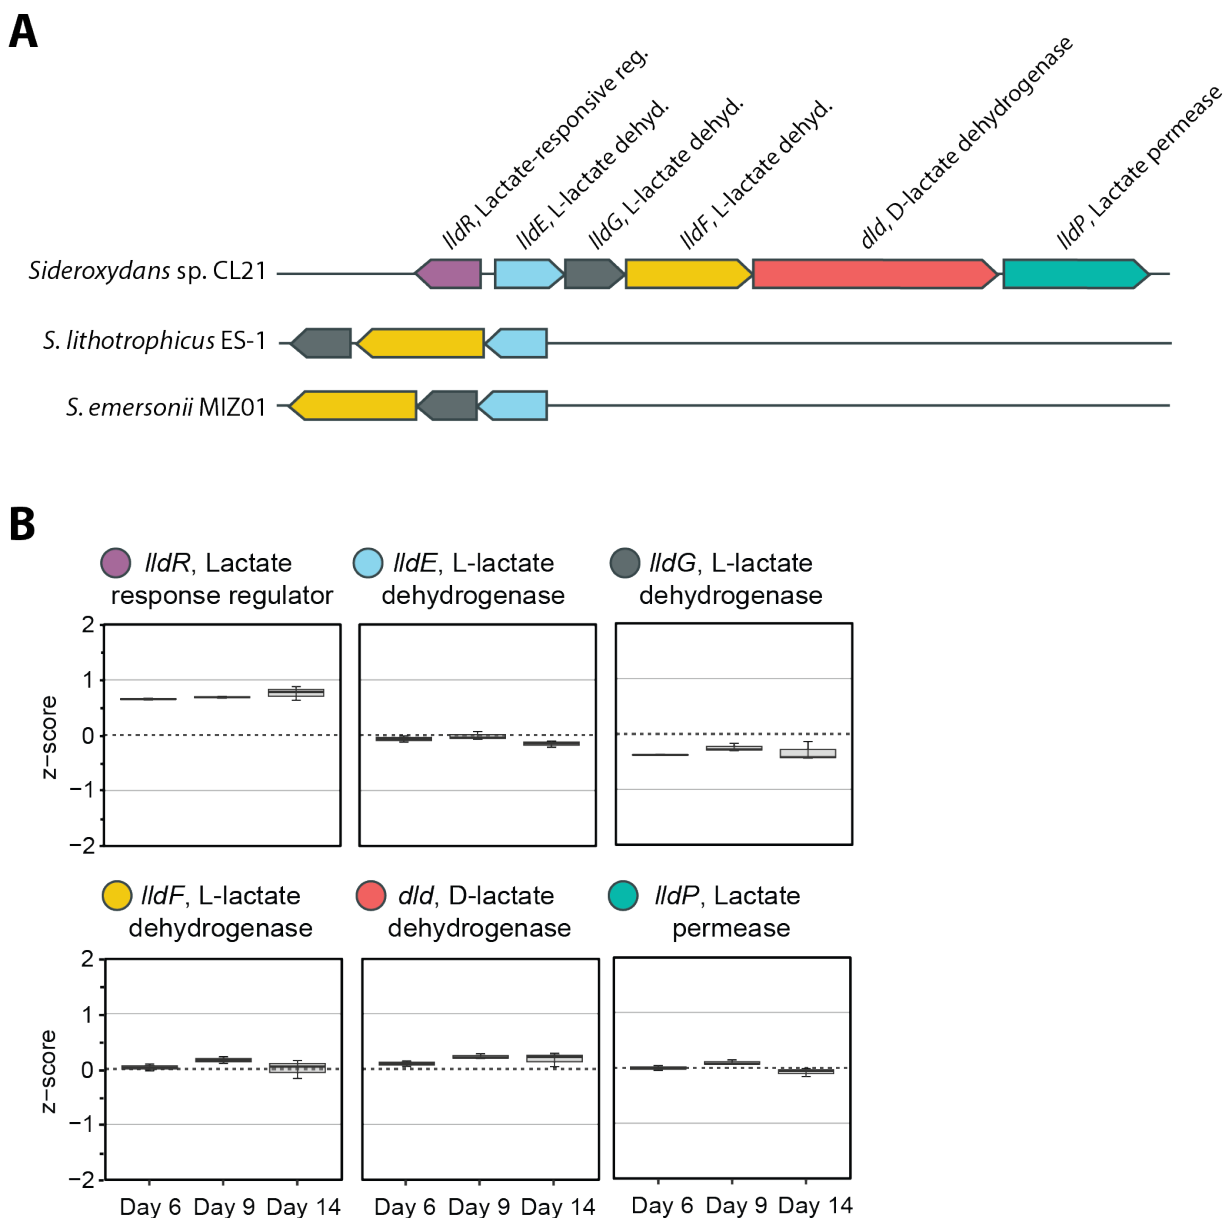 A
lldR, Lactate-responsive reg.
lldE, L-lactate dehyd.
lldG, L-lactate dehyd.
lldF, L-lactate dehyd.
dld, D-lactate dehydrogenase
lldP, Lactate permease
Sideroxydans sp. CL21
S. lithotrophicus ES-1
S. emersonii MIZ01
B
lldR, Lactate
response regulator
lldE, L-lactate
dehydrogenase
lldG, L-lactate
dehydrogenase
z-score
2
1
0
−1
−2
lldF, L-lactate
dehydrogenase
dld, D-lactate
dehydrogenase
lldP, Lactate
permease
z-score
2
1
0
−1
−2
Day 6 Day 9 Day 14
Day 6 Day 9 Day 14
Day 6 Day 9 Day 14